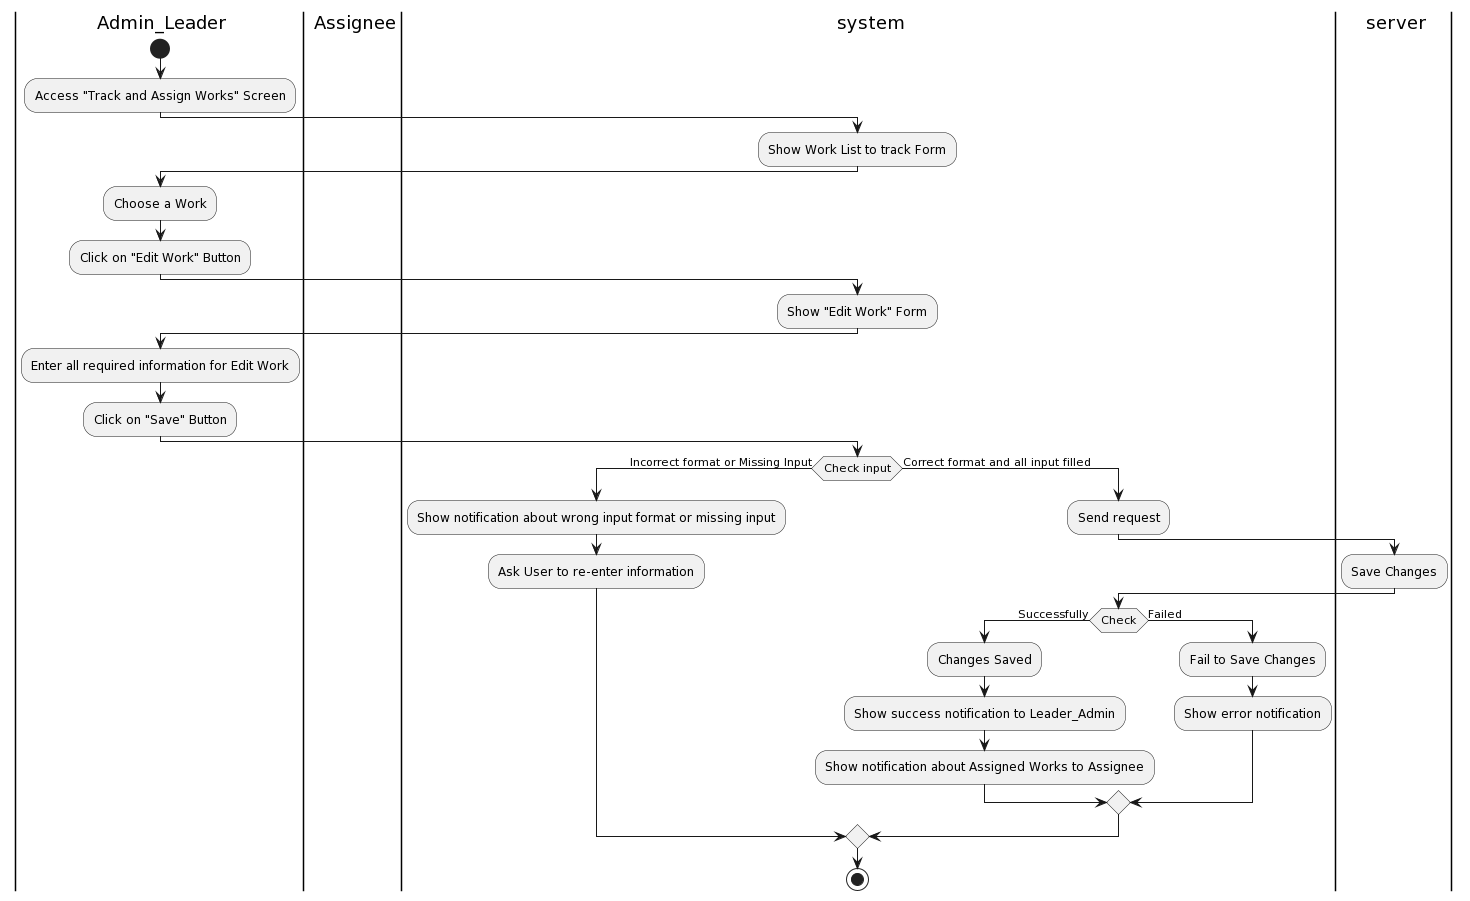 Admin_Leader
Assignee
system
server
Access "Track and Assign Works" Screen
Show Work List to track Form
Choose a Work
Click on "Edit Work" Button
Show "Edit Work" Form
Enter all required information for Edit Work
Click on "Save" Button
Incorrect format or Missing Input
Check input
Correct format and all input filled
Show notification about wrong input format or missing input
Send request
Ask User to re-enter information
Save Changes
Successfully
Check
Failed
Changes Saved
Fail to Save Changes
Show success notification to Leader_Admin
Show error notification
Show notification about Assigned Works to Assignee